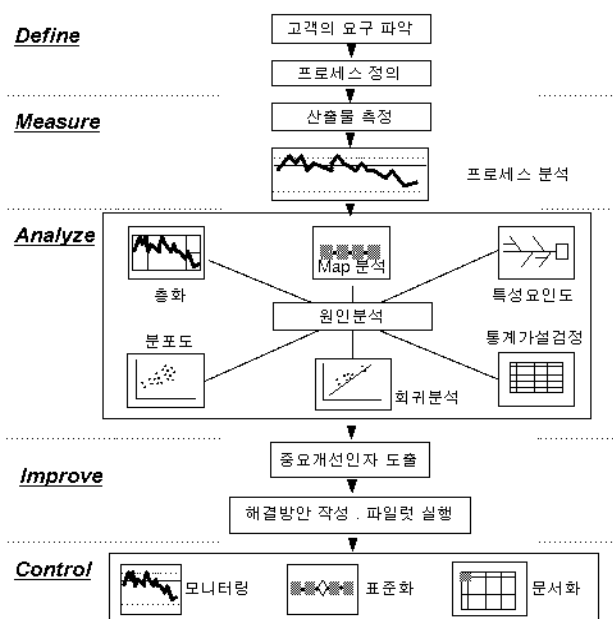 Define
고객의 요구 파악
프로세스 정의
Measure
산출물 측정
프로세스 분석
Analyze
층화
Map 분석
특성요인도
원인분석
분포도
회귀분석
통계가설검정
중요개선인자 도출
Improve
해결방안 작성 . 파일럿 실행
Control
모니터링
표준화
문서화